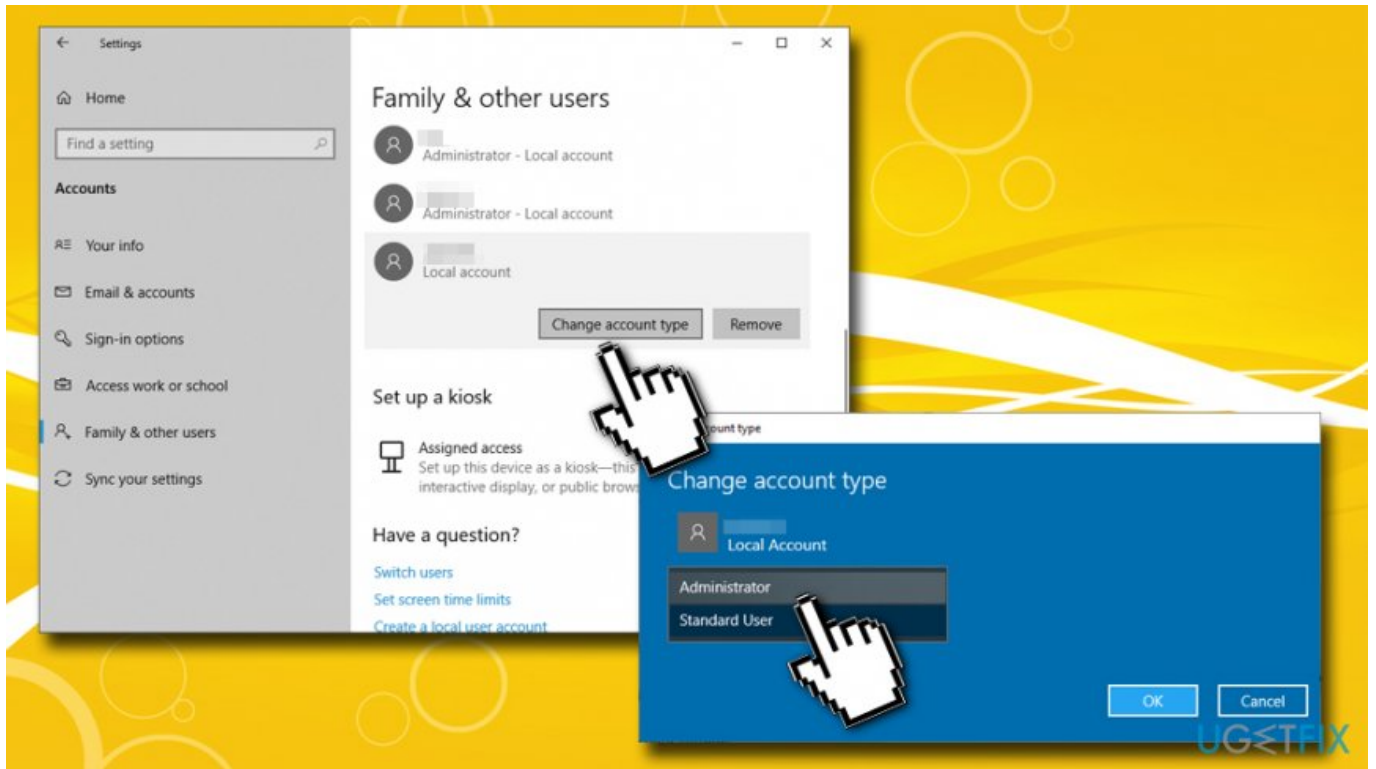 Settings
Home
Find a setting
Accounts
Your info
Email & accounts
Sign-in options
Access work or school
Family & other users
Sync your settings
Family & other users
Administrator - Local account
Administrator - Local account
Local account
Change account type Remove
Set up a kiosk
Assigned access
Set up this device as a kiosk—this
interactive display, or public
Have a question?
Switch users
Set screen time limits
Create a local user account
type
Change account type
Local Account
Administrator
Standard User
OK Cancel
UGETFIX